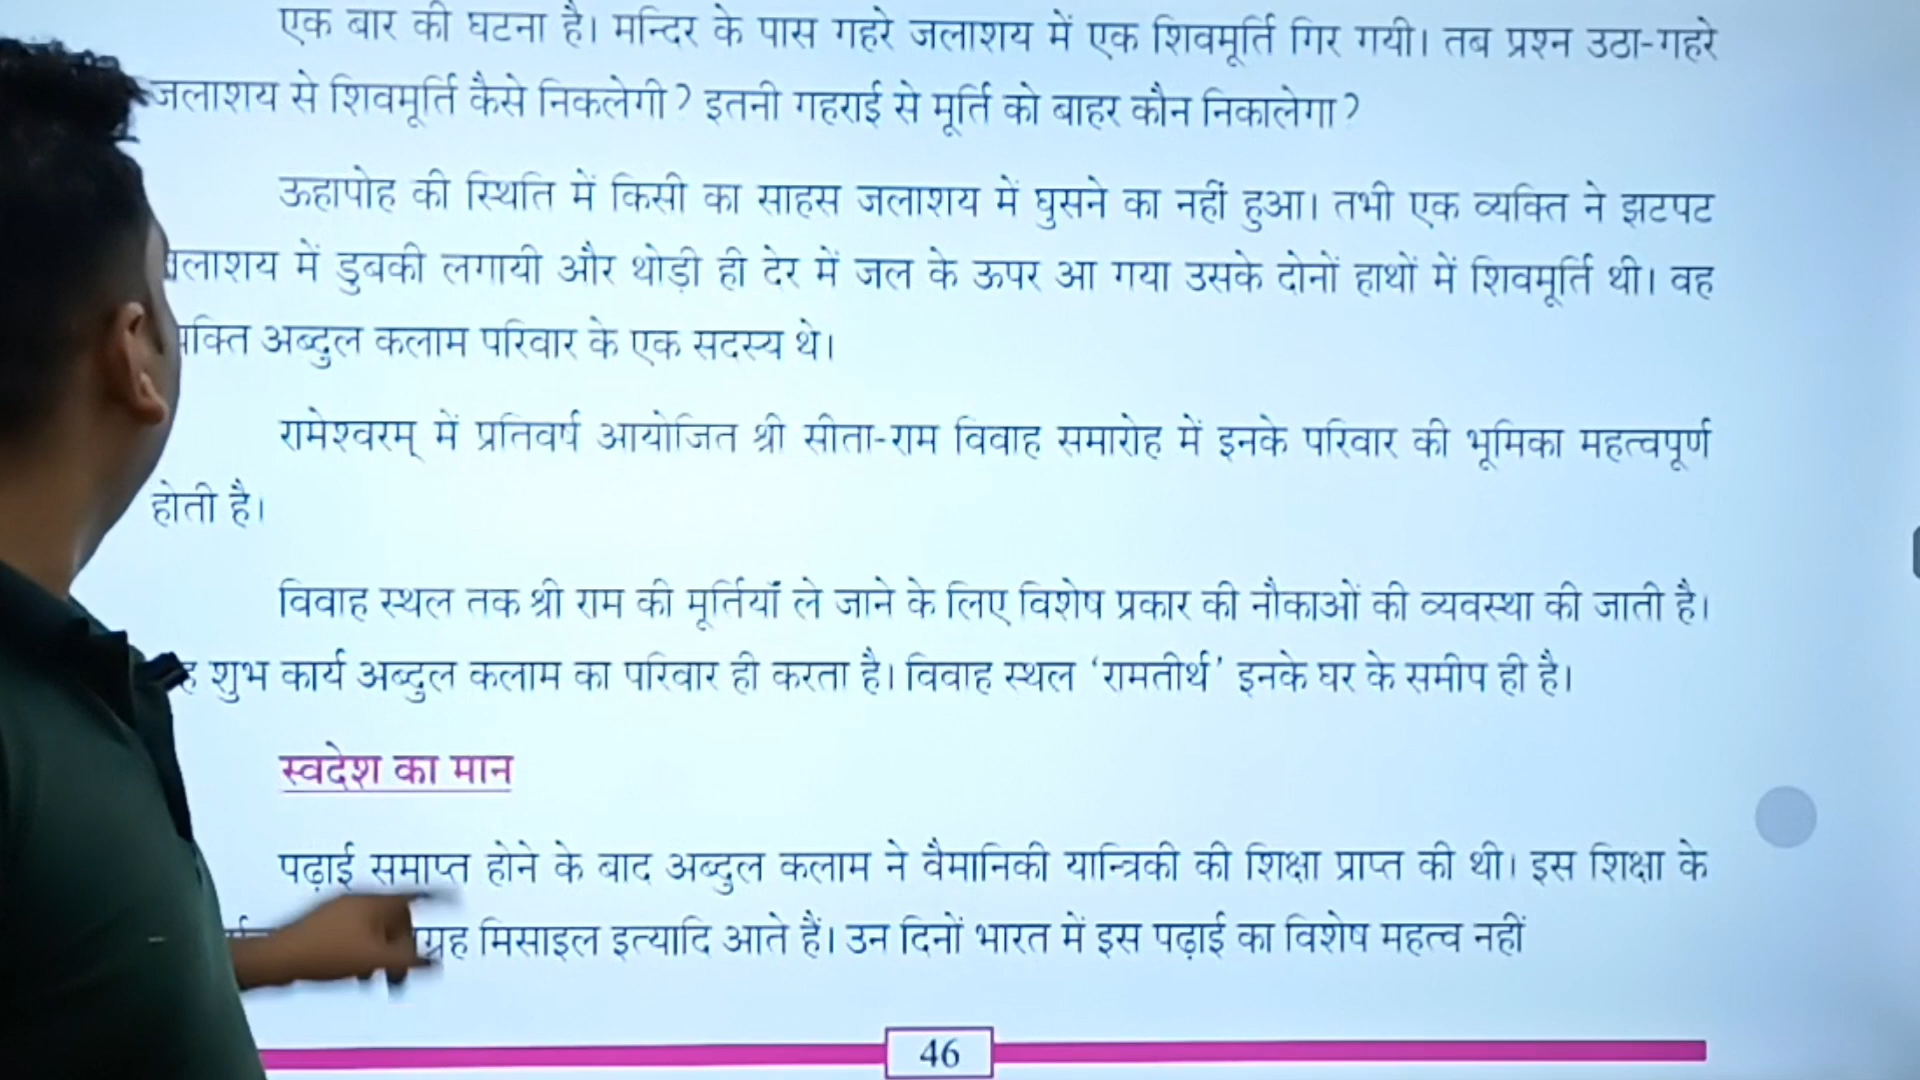 एक बार की घटना है। मन्दिर के पास गहरे जलाशय में एक शिवमूर्ति गिर गयी। तब प्रश्न उठा-गहरे
जलाशय से शिवमूर्ति कैसे निकलेगी? इतनी गहराई से मूर्ति को बाहर कौन निकालेगा?
ऊहापोह की स्थिति में किसी का साहस जलाशय में घुसने का नहीं हुआ। तभी एक व्यक्ति ने झटपट
जलाशय में डुबकी लगायी और थोड़ी ही देर में जल के ऊपर आ गया उसके दोनों हाथों में शिवमूर्ति थी। वह
अब्दुल कलाम परिवार के एक सदस्य थे।
रामेश्वरम् में प्रतिवर्ष आयोजित श्री सीता-राम विवाह समारोह में इनके परिवार की भूमिका महत्वपूर्ण
होती है।
विवाह स्थल तक श्री राम की मूर्तियाँ ले जाने के लिए विशेष प्रकार की नौकाओं की व्यवस्था की जाती है।
शुभ कार्य अब्दुल कलाम का परिवार ही करता है। विवाह स्थल ‘रामतीर्थ’ इनके घर के समीप ही है।
स्वदेश का मान
पढ़ाई समाप्त होने के बाद अब्दुल कलाम ने वैमानिकी यान्त्रिकी की शिक्षा प्राप्त की थी। इस शिक्षा के
मिसाइल इत्यादि आते हैं। उन दिनों भारत में इस पढ़ाई का विशेष महत्व नहीं
46